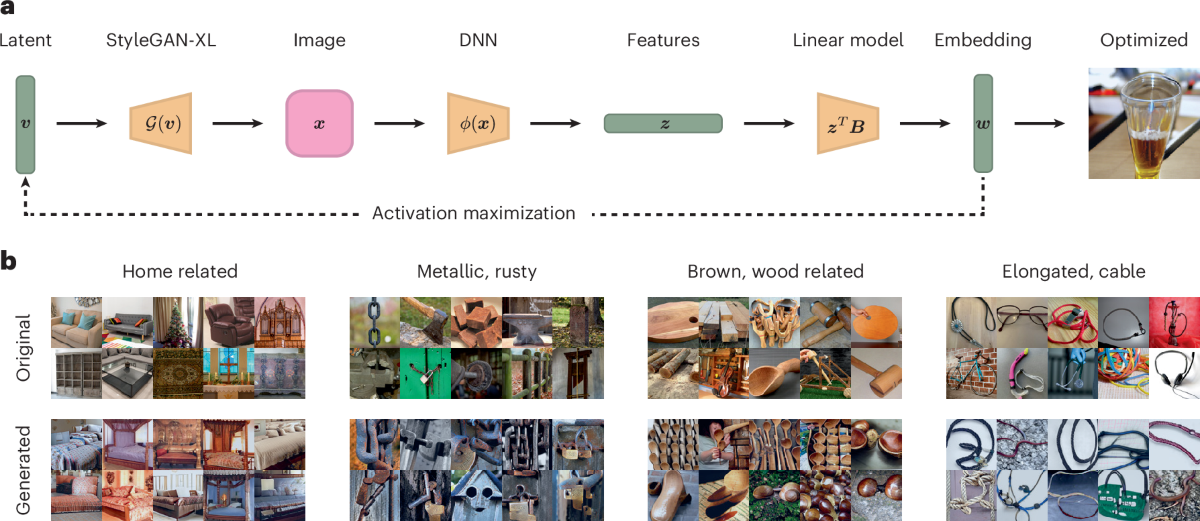 a
Latent StyleGAN-XL Image DNN Features Linear model Embedding Optimized
v 𝒢(v) x ϕ(x) z zᵀB w
Activation maximization
b
Home related Metallic, rusty Brown, wood related Elongated, cable
Original
Generated